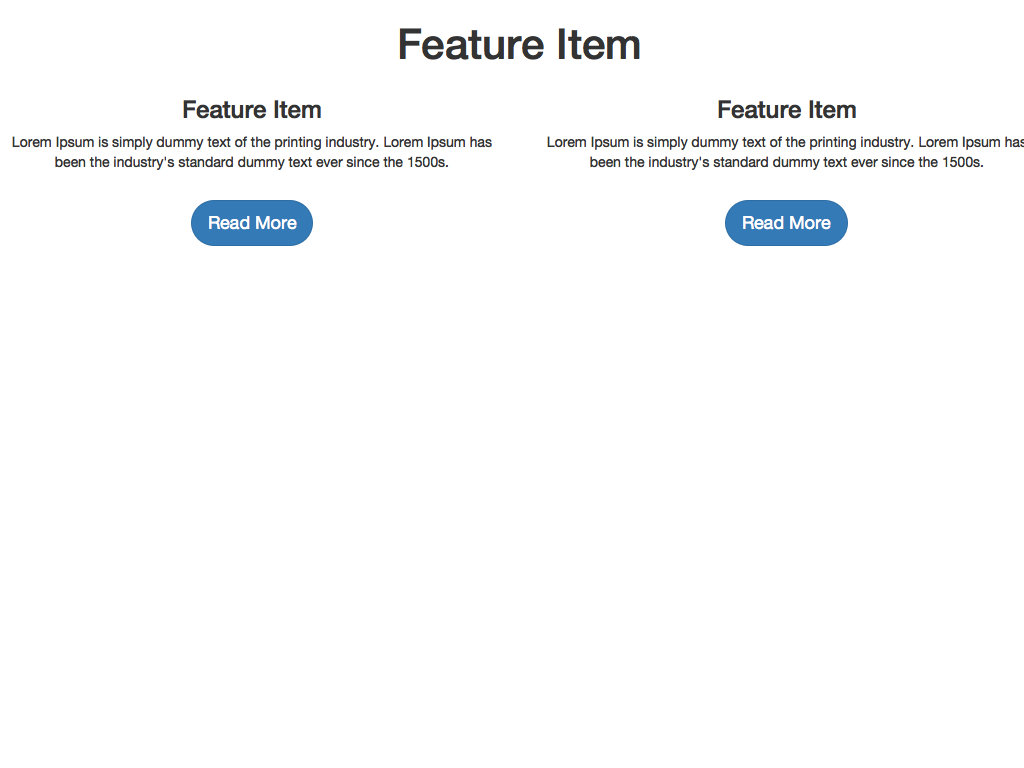 Feature Item
Feature Item
Lorem Ipsum is simply dummy text of the printing industry. Lorem Ipsum has
been the industry's standard dummy text ever since the 1500s.
Read More
Feature Item
Lorem Ipsum is simply dummy text of the printing industry. Lorem Ipsum has
been the industry's standard dummy text ever since the 1500s.
Read More